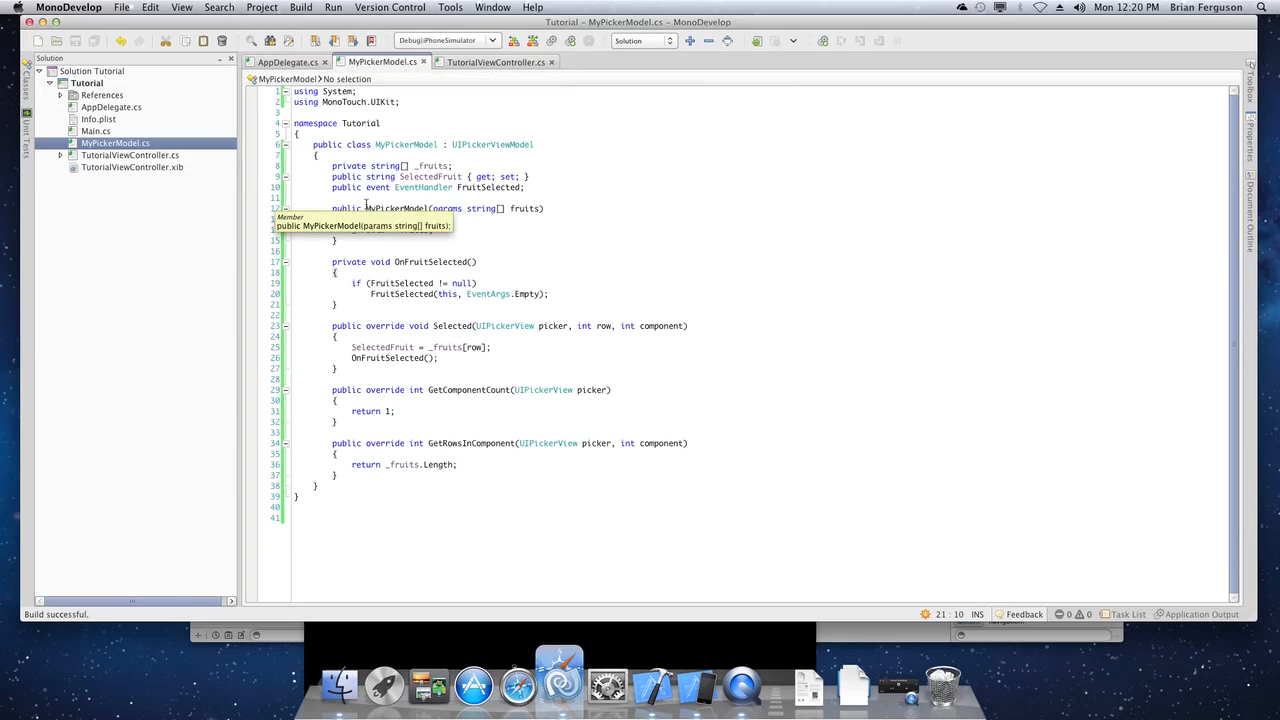 MonoDevelop File Edit View Search Project Build Run Version Control Tools Window Help Mon 12:20 PM Brian Ferguson
Tutorial – MyPickerModel.cs – MonoDevelop
Debug|iPhoneSimulator Solution
Solution
AppDelegate.cs MyPickerModel.cs TutorialViewController.cs
MyPickerModel No selection
Solution Tutorial
Tutorial
References
AppDelegate.cs
Info.plist
Main.cs
MyPickerModel.cs
TutorialViewController.cs
TutorialViewController.xib
Classes
Unit Tests
1 using System;
2 using MonoTouch.UIKit;
3
4 namespace Tutorial
5 {
6 public class MyPickerModel : UIPickerViewModel
7 {
8 private string[] _fruits;
9 public string SelectedFruit { get; set; }
10 public event EventHandler FruitSelected;
11
12 public MyPickerModel(params string[] fruits)
Member
public MyPickerModel(params string[] fruits);
15 }
16
17 private void OnFruitSelected()
18 {
19 if (FruitSelected != null)
20 FruitSelected(this, EventArgs.Empty);
21 }
22
23 public override void Selected(UIPickerView picker, int row, int component)
24 {
25 SelectedFruit = _fruits[row];
26 OnFruitSelected();
27 }
28
29 public override int GetComponentCount(UIPickerView picker)
30 {
31 return 1;
32 }
33
34 public override int GetRowsInComponent(UIPickerView picker, int component)
35 {
36 return _fruits.Length;
37 }
38 }
39 }
40
41
Toolbox
Properties
Document Outline
Build successful. 21 : 10 INS Feedback 0 0 Task List Application Output